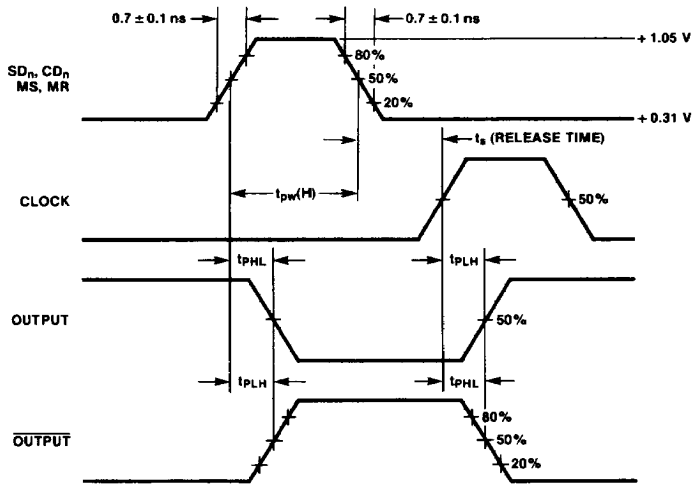 0.7 ± 0.1 ns
0.7 ± 0.1 ns
+ 1.05 V
SDn, CDn
MS, MR
80%
50%
20%
+ 0.31 V
ts (RELEASE TIME)
tpw(H)
CLOCK
50%
tPHL
tPLH
OUTPUT
50%
tPLH
tPHL
OUTPUT
80%
50%
20%